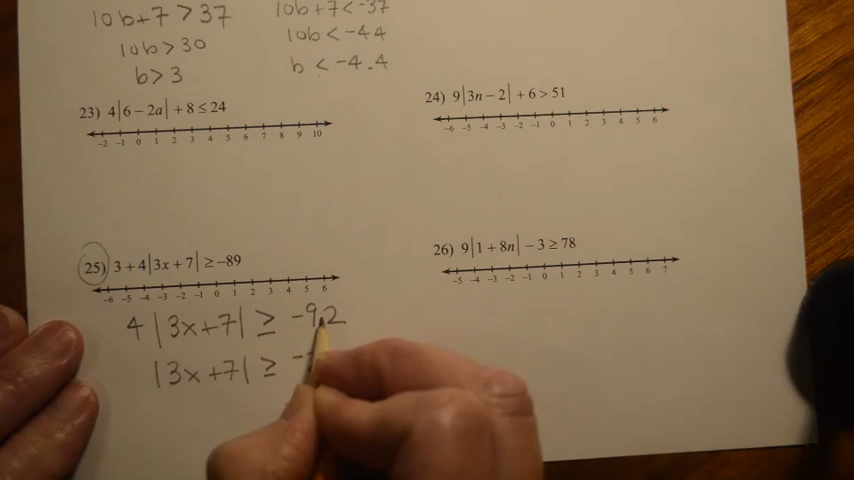 10b+7 > 37
10b+7 < -37
10b > 30
10b < -44
b > 3
b < -4.4
23) 4|6 − 2a| + 8 ≤ 24
-2 -1 0 1 2 3 4 5 6 7 8 9 10
24) 9|3n − 2| + 6 > 51
-6 -5 -4 -3 -2 -1 0 1 2 3 4 5 6
25) 3 + 4|3x + 7| ≥ −89
-6 -5 -4 -3 -2 -1 0 1 2 3 4 5 6
26) 9|1 + 8n| − 3 ≥ 78
-5 -4 -3 -2 -1 0 1 2 3 4 5 6 7
4 |3x+7| ≥ -92
|3x +7| ≥ -